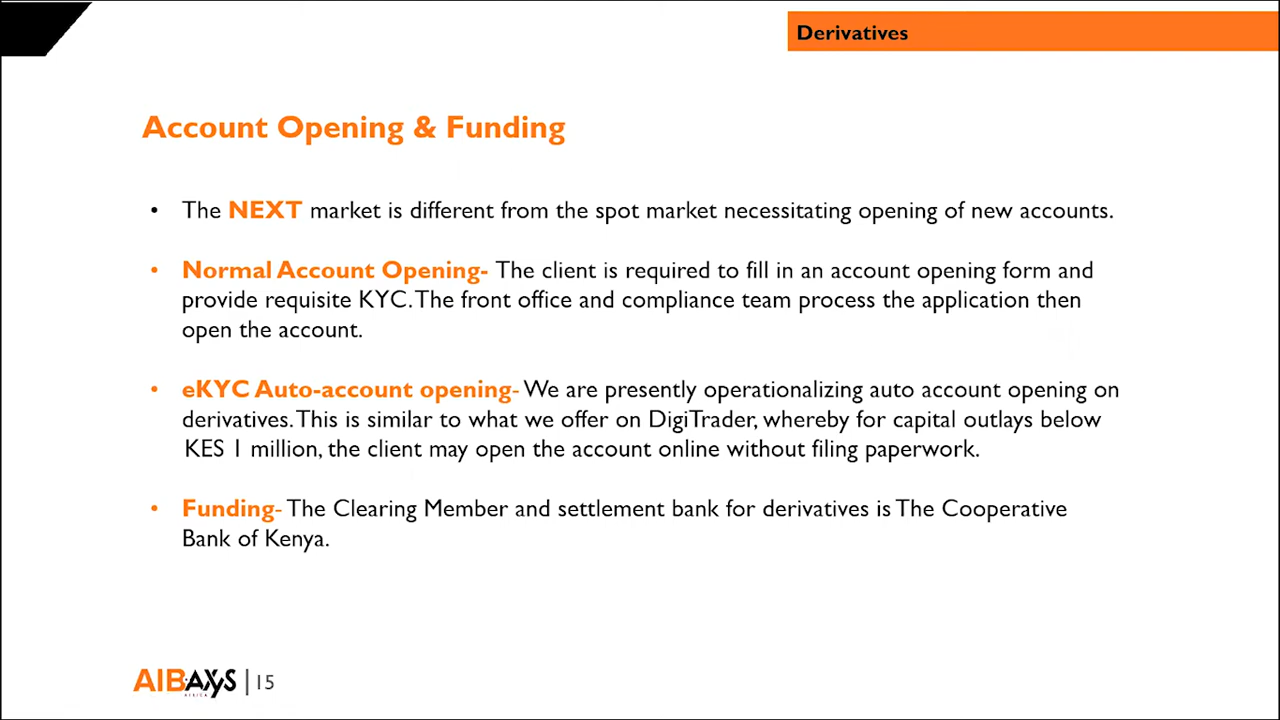 Derivatives
Account Opening & Funding
• The NEXT market is different from the spot market necessitating opening of new accounts.
• Normal Account Opening- The client is required to fill in an account opening form and
provide requisite KYC. The front office and compliance team process the application then
open the account.
• eKYC Auto-account opening- We are presently operationalizing auto account opening on
derivatives. This is similar to what we offer on DigiTrader, whereby for capital outlays below
KES 1 million, the client may open the account online without filing paperwork.
• Funding- The Clearing Member and settlement bank for derivatives is The Cooperative
Bank of Kenya.
AIB-AXYS
AFRICA
15